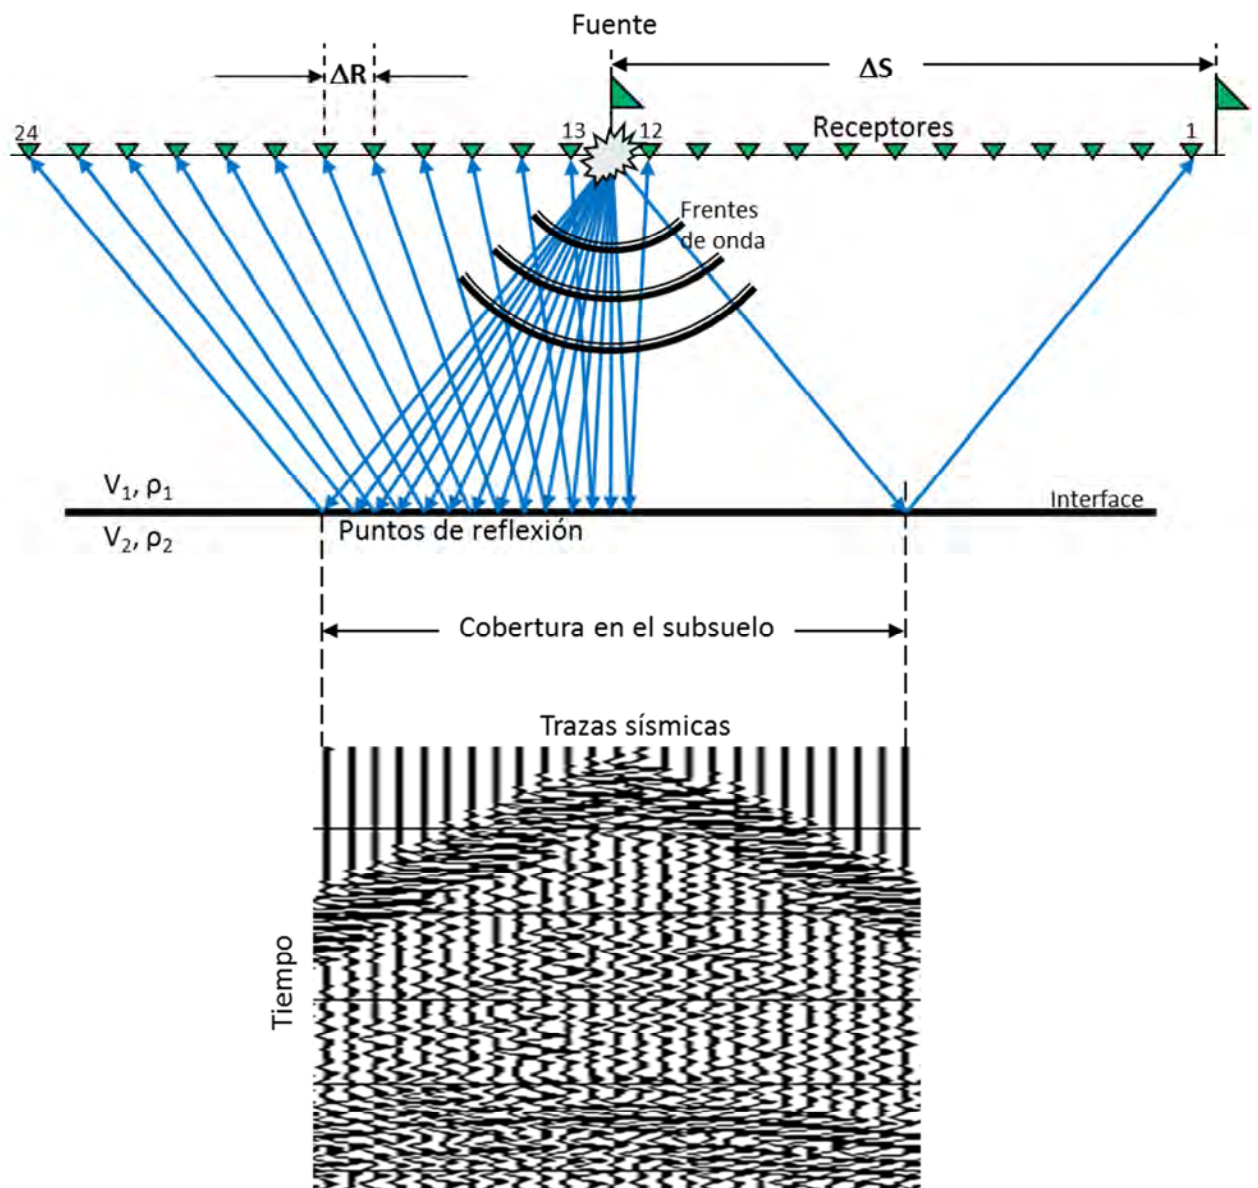 Fuente
ΔR
ΔS
24
13
12
Receptores
1
Frentes
de onda
V1, ρ1
Interface
V2, ρ2
Puntos de reflexión
Cobertura en el subsuelo
Trazas sísmicas
Tiempo